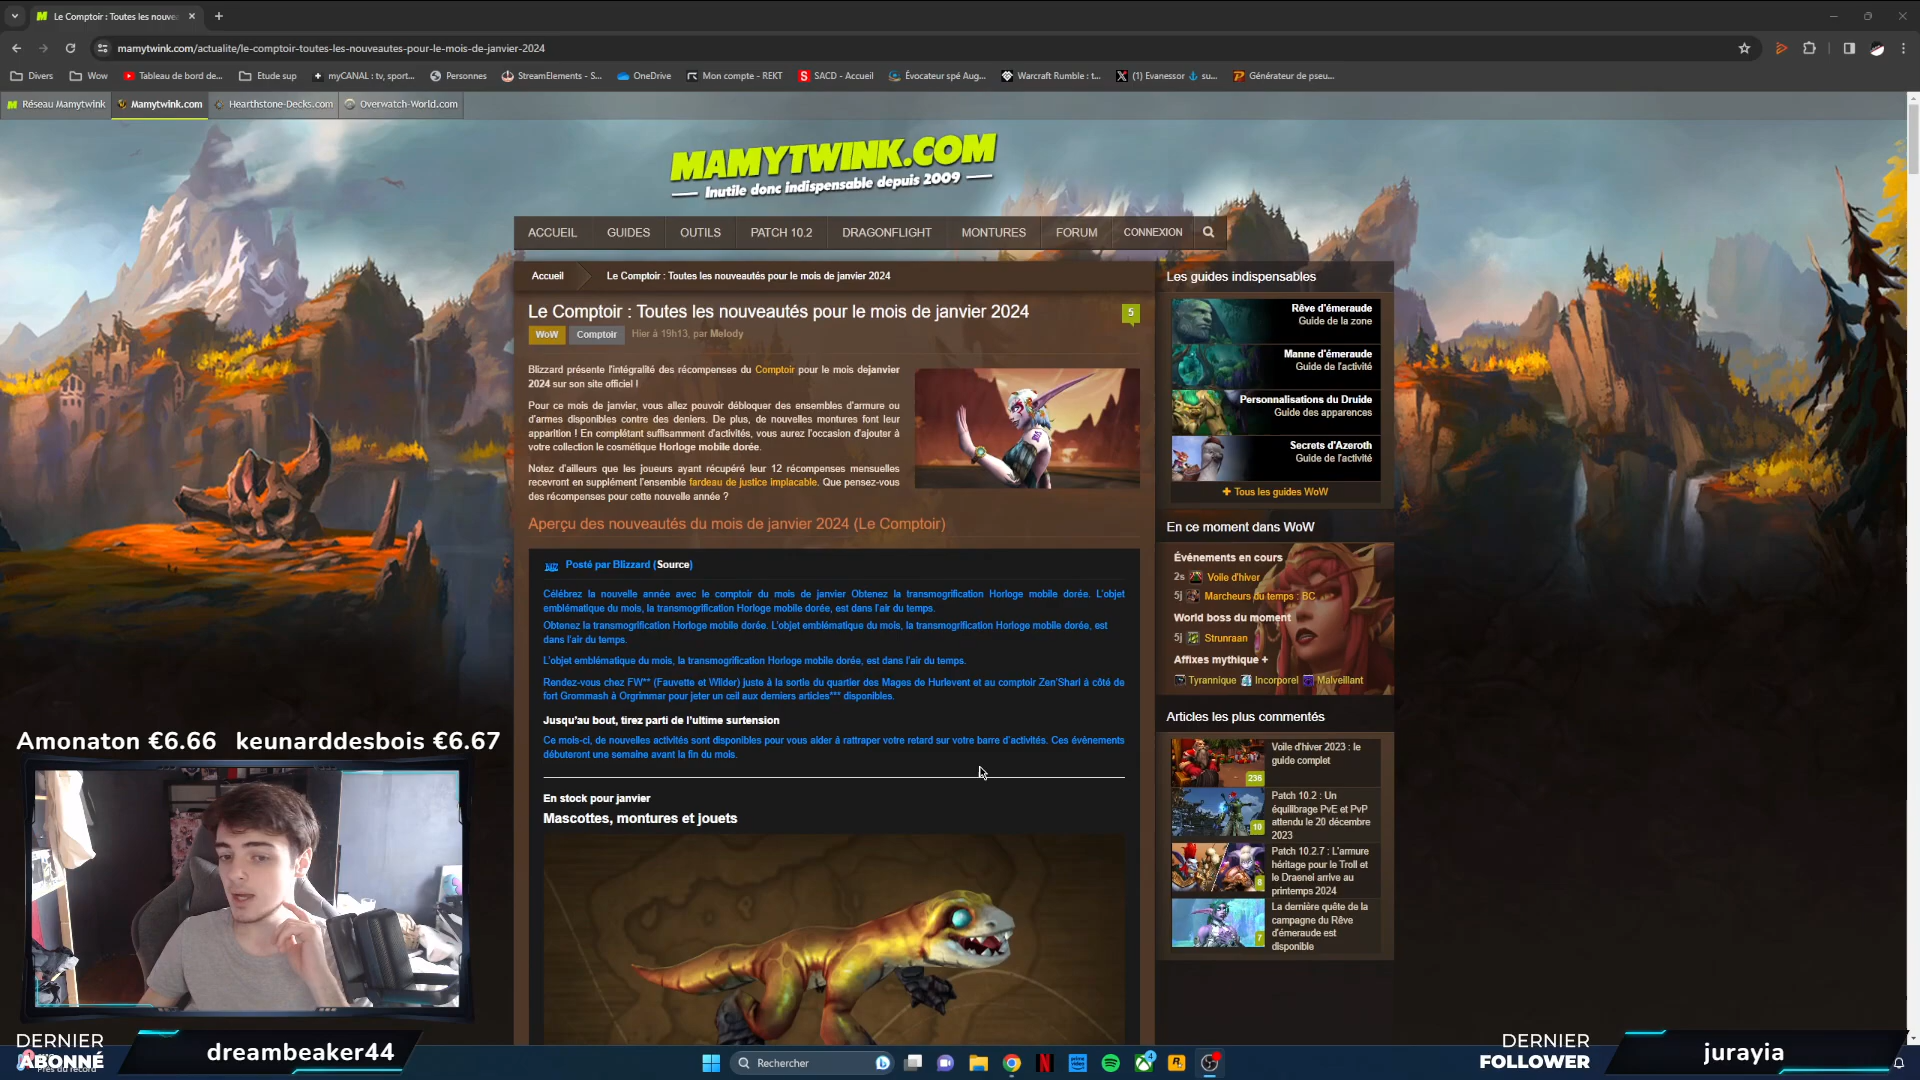 Le Comptoir : Toutes les nouve
mamytwink.com/actualite/le-comptoir-toutes-les-nouveautes-pour-le-mois-de-janvier-2024
Divers
Wow
Tableau de bord de...
Etude sup
myCANAL : tv, sport...
Personnes
StreamElements - S...
OneDrive
Mon compte - REKT
SACD - Accueil
Évocateur spé Aug...
Warcraft Rumble : t...
(1) Evanessor ⚓ su...
Générateur de pseu...
Réseau Mamytwink
Mamytwink.com
Hearthstone-Decks.com
Overwatch-World.com
MAMYTWINK.COM
Inutile donc indispensable depuis 2009
ACCUEIL
GUIDES
OUTILS
PATCH 10.2
DRAGONFLIGHT
MONTURES
FORUM
CONNEXION
Accueil
Le Comptoir : Toutes les nouveautés pour le mois de janvier 2024
Le Comptoir : Toutes les nouveautés pour le mois de janvier 2024
5
WoW
Comptoir
Hier à 19h13, par Melody
Blizzard présente l'intégralité des récompenses du Comptoir pour le mois dejanvier
2024 sur son site officiel !
Pour ce mois de janvier, vous allez pouvoir débloquer des ensembles d'armure ou
d'armes disponibles contre des deniers. De plus, de nouvelles montures font leur
apparition ! En complétant suffisamment d'activités, vous aurez l'occasion d'ajouter à
votre collection le cosmétique Horloge mobile dorée.
Notez d'ailleurs que les joueurs ayant récupéré leur 12 récompenses mensuelles
recevront en supplément l'ensemble fardeau de justice implacable. Que pensez-vous
des récompenses pour cette nouvelle année ?
Aperçu des nouveautés du mois de janvier 2024 (Le Comptoir)
Posté par Blizzard (Source)
Célébrez la nouvelle année avec le comptoir du mois de janvier Obtenez la transmogrification Horloge mobile dorée. L'objet
emblématique du mois, la transmogrification Horloge mobile dorée, est dans l'air du temps.
Obtenez la transmogrification Horloge mobile dorée. L'objet emblématique du mois, la transmogrification Horloge mobile dorée, est
dans l'air du temps.
L'objet emblématique du mois, la transmogrification Horloge mobile dorée, est dans l'air du temps.
Rendez-vous chez FW** (Fauvette et Wilder) juste à la sortie du quartier des Mages de Hurlevent et au comptoir Zen'Shari à côté de
fort Grommash à Orgrimmar pour jeter un œil aux derniers articles*** disponibles.
Jusqu'au bout, tirez parti de l'ultime surtension
Ce mois-ci, de nouvelles activités sont disponibles pour vous aider à rattraper votre retard sur votre barre d'activités. Ces évènements
débuteront une semaine avant la fin du mois.
En stock pour janvier
Mascottes, montures et jouets
Les guides indispensables
Rêve d'émeraude
Guide de la zone
Manne d'émeraude
Guide de l'activité
Personnalisations du Druide
Guide des apparences
Secrets d'Azeroth
Guide de l'activité
+ Tous les guides WoW
En ce moment dans WoW
Événements en cours
2s Voile d'hiver
5j Marcheurs du temps : BC
World boss du moment
5j Strunraan
Affixes mythique +
Tyrannique Incorporel Malveillant
Articles les plus commentés
Voile d'hiver 2023 : le
guide complet
236
Patch 10.2 : Un
équilibrage PvE et PvP
attendu le 20 décembre
2023
10
Patch 10.2.7 : L'armure
héritage pour le Troll et
le Draenei arrive au
printemps 2024
8
La dernière quête de la
campagne du Rêve
d'émeraude est
disponible
7
Amonaton €6.66 keunarddesbois €6.67
DERNIER
ABONNÉ
dreambeaker44
Près du record
Rechercher
4
DERNIER
FOLLOWER
jurayia